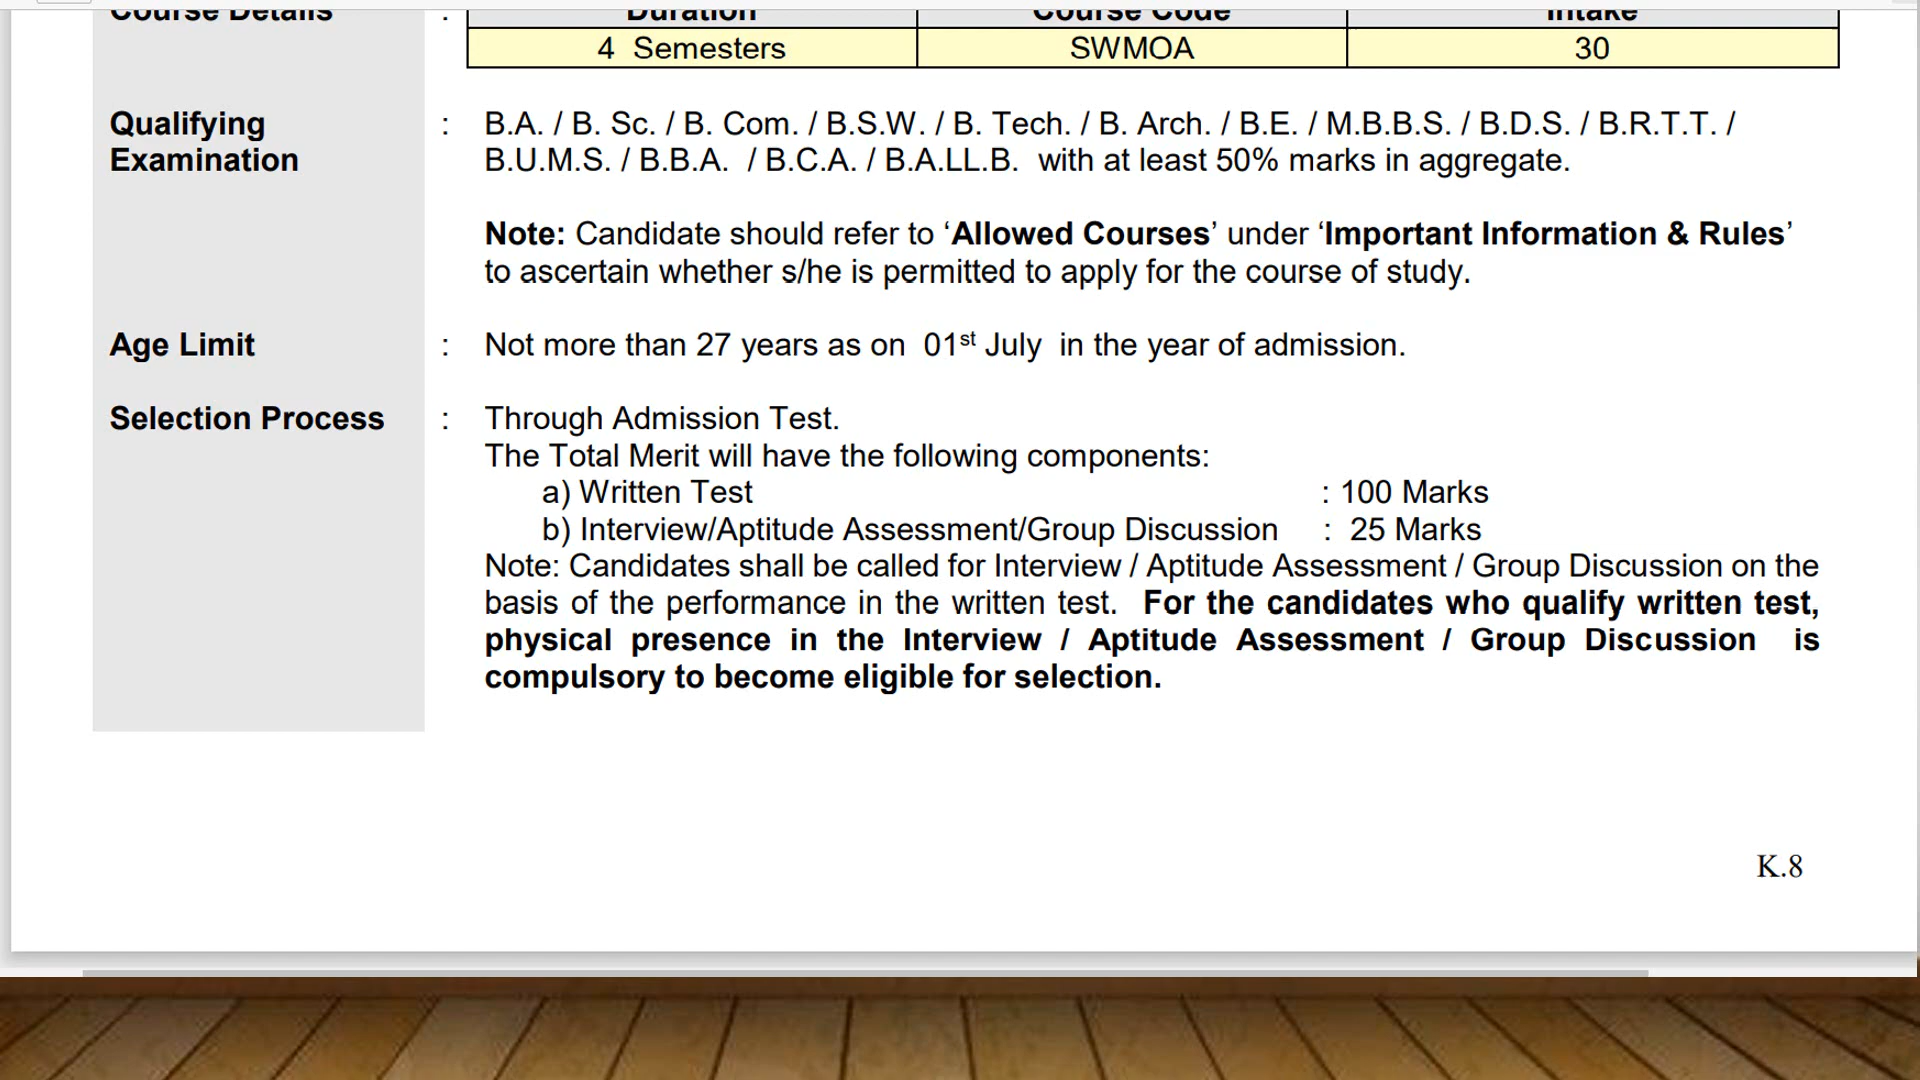 Course Details : Duration Course Code Intake
4 Semesters SWMOA 30
Qualifying : B.A. / B. Sc. / B. Com. / B.S.W. / B. Tech. / B. Arch. / B.E. / M.B.B.S. / B.D.S. / B.R.T.T. /
Examination B.U.M.S. / B.B.A. / B.C.A. / B.A.LL.B. with at least 50% marks in aggregate.
Note: Candidate should refer to ‘Allowed Courses’ under ‘Important Information & Rules’
to ascertain whether s/he is permitted to apply for the course of study.
Age Limit : Not more than 27 years as on 01st July in the year of admission.
Selection Process : Through Admission Test.
The Total Merit will have the following components:
a) Written Test : 100 Marks
b) Interview/Aptitude Assessment/Group Discussion : 25 Marks
Note: Candidates shall be called for Interview / Aptitude Assessment / Group Discussion on the
basis of the performance in the written test. For the candidates who qualify written test,
physical presence in the Interview / Aptitude Assessment / Group Discussion is
compulsory to become eligible for selection.
K.8